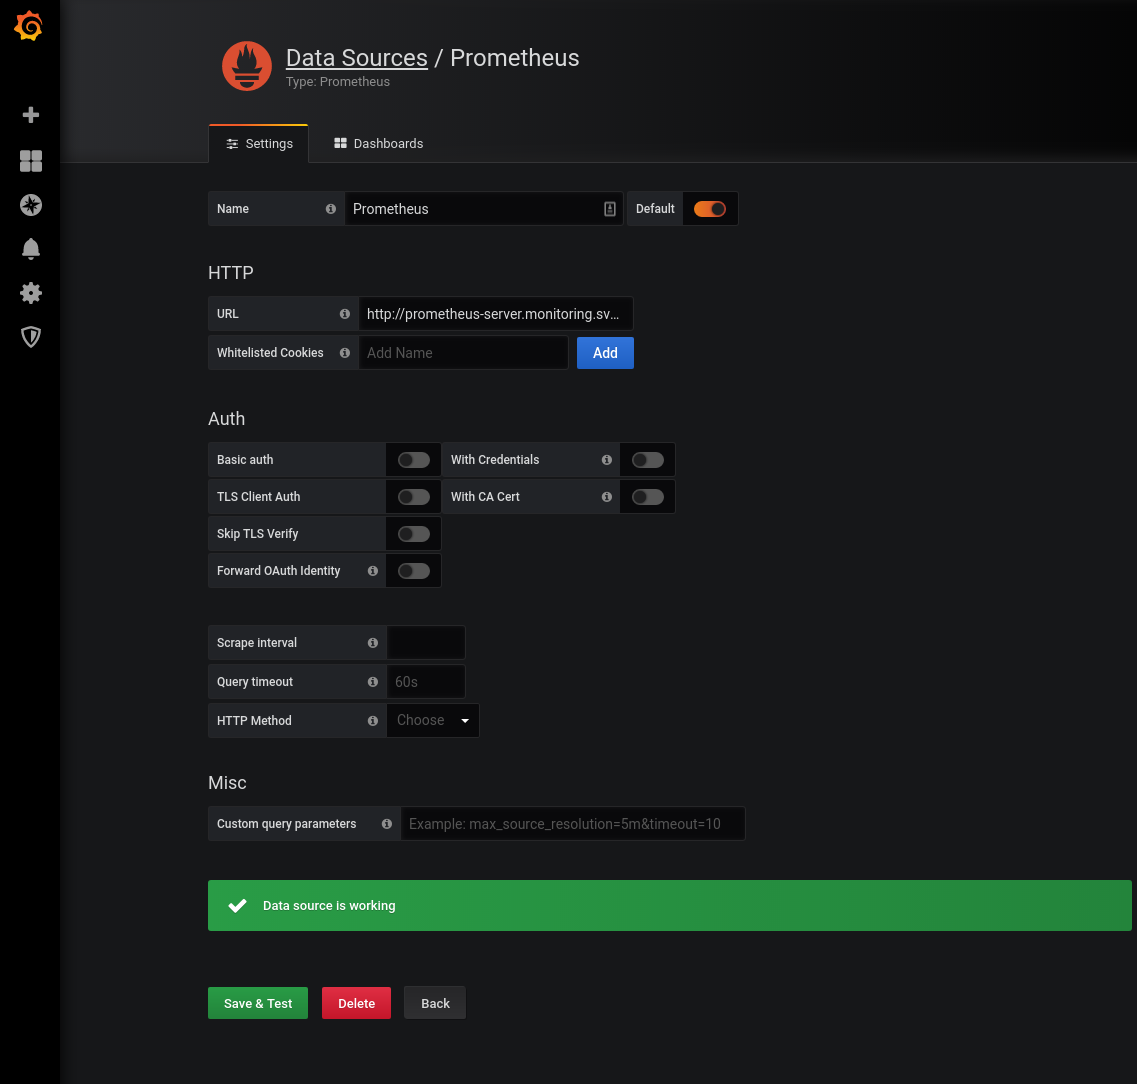 Data Sources / Prometheus
Type: Prometheus
Settings Dashboards
Name Prometheus Default
HTTP
URL http://prometheus-server.monitoring.sv...
Whitelisted Cookies Add Name Add
Auth
Basic auth With Credentials
TLS Client Auth With CA Cert
Skip TLS Verify
Forward OAuth Identity
Scrape interval
Query timeout 60s
HTTP Method Choose
Misc
Custom query parameters Example: max_source_resolution=5m&timeout=10
Data source is working
Save & Test Delete Back